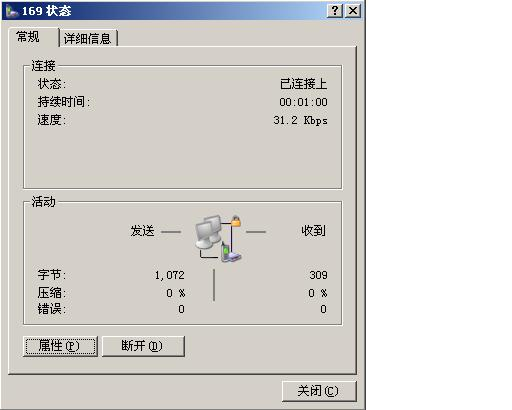 169 状态
常规 详细信息
连接
状态: 已连接上
持续时间: 00:01:00
速度: 31.2 Kbps
活动
发送 收到
字节: 1,072 309
压缩: 0 % 0 %
错误: 0 0
属性(P) 断开(D)
关闭(C)